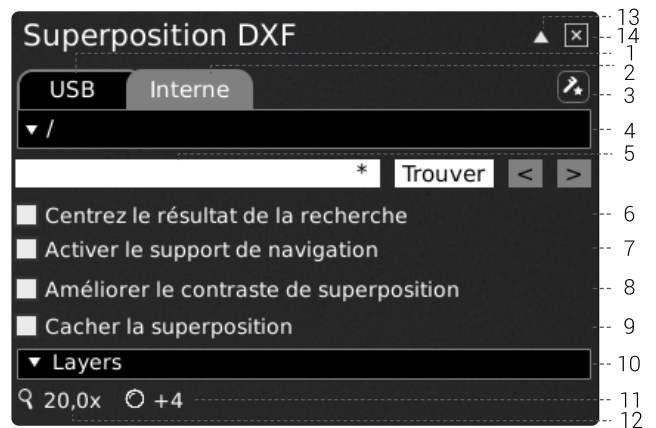 Superposition DXF
13
14
1
USB
Interne
2
3
/
4
5
*
Trouver
<
>
Centrez le résultat de la recherche
6
Activer le support de navigation
7
Améliorer le contraste de superposition
8
Cacher la superposition
9
Layers
10
20,0x
+4
11
12